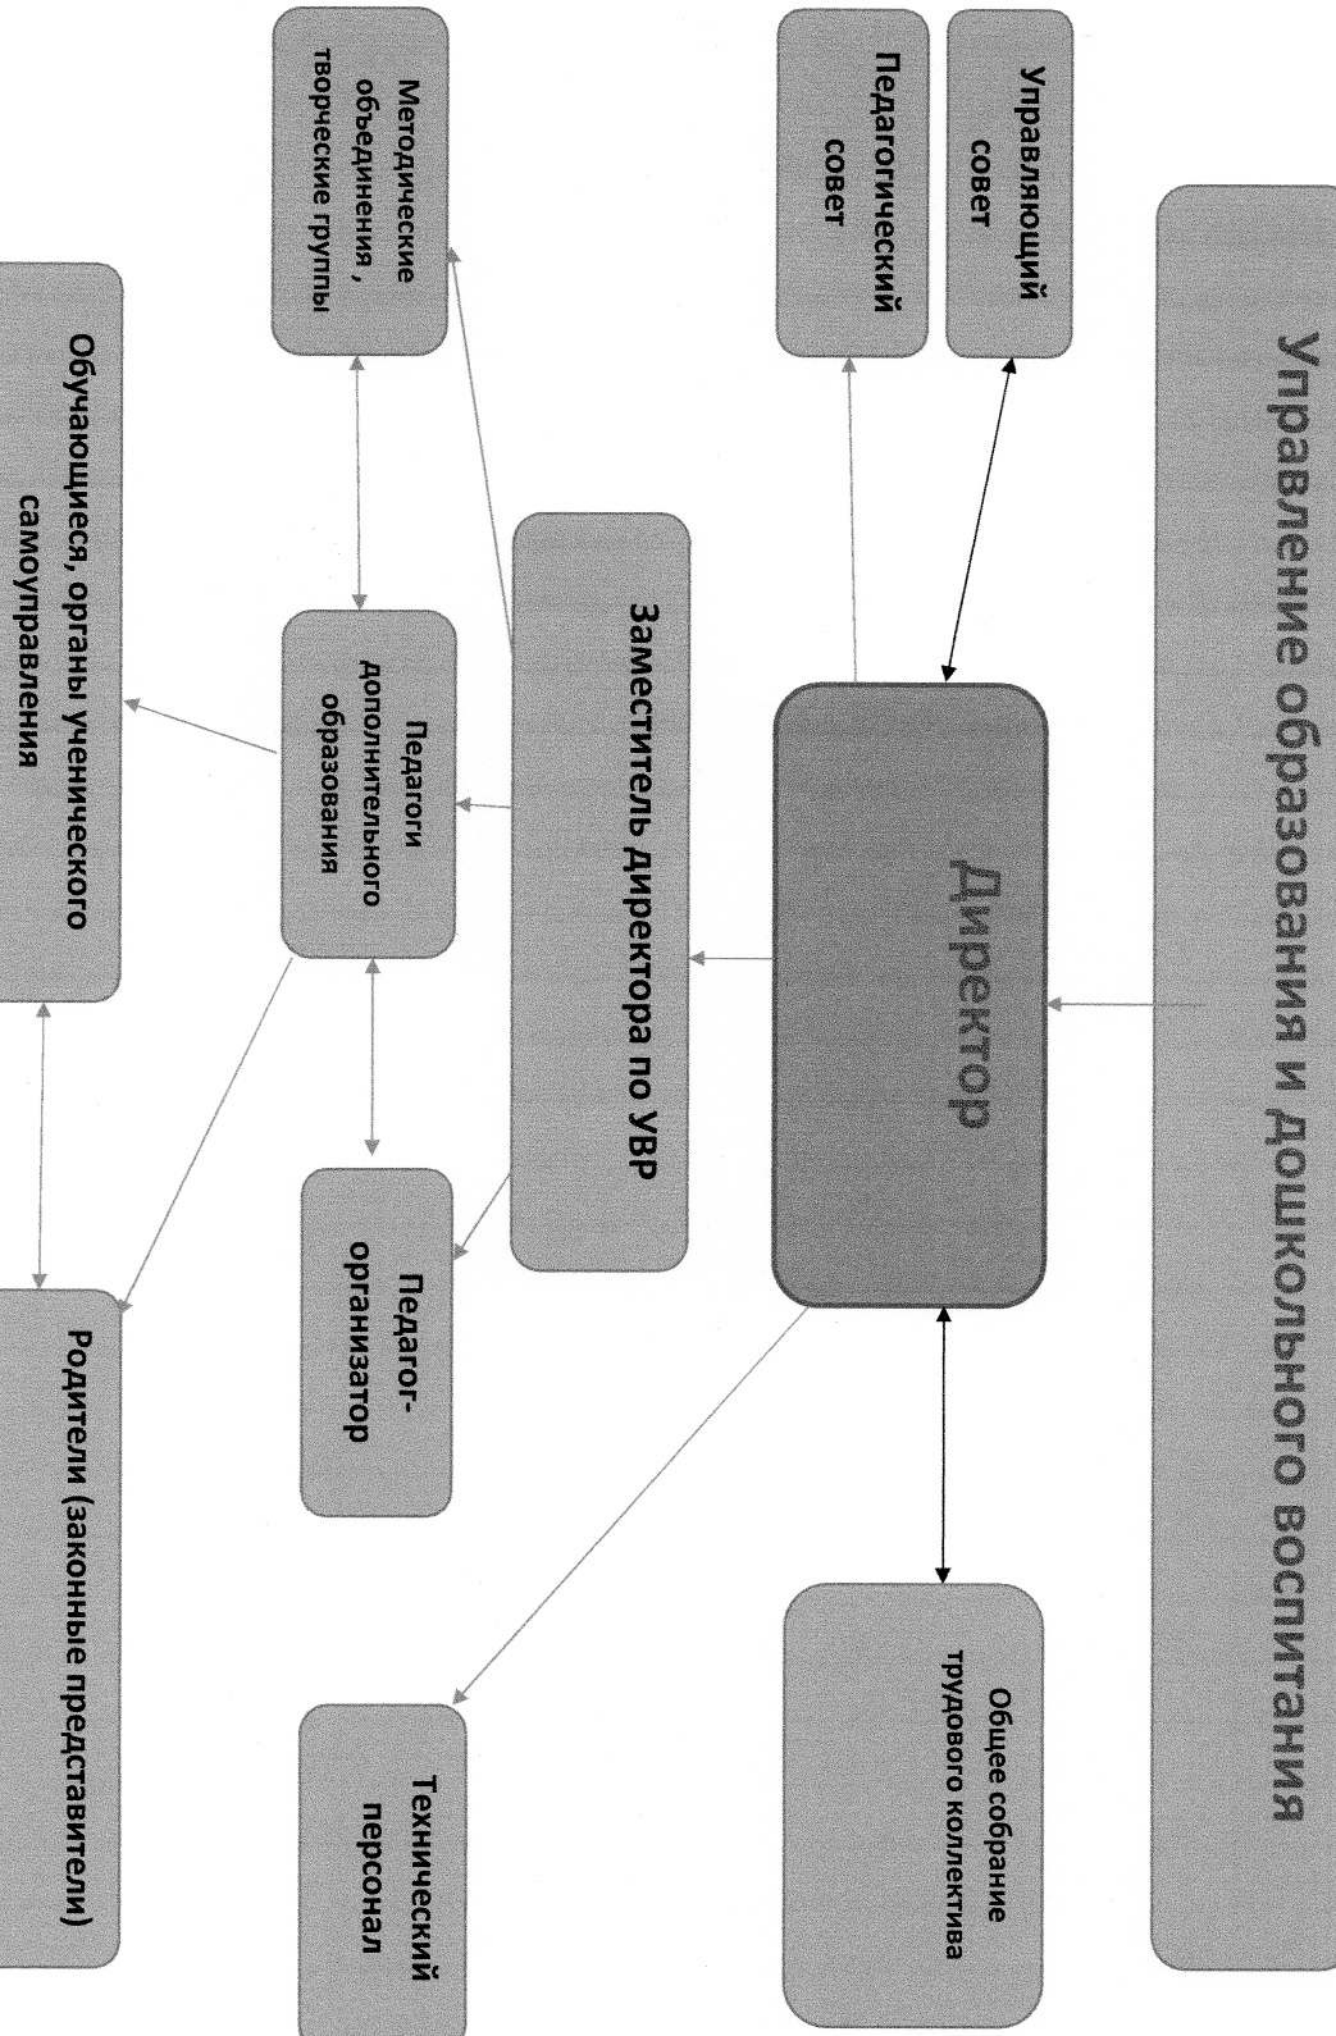 Управление образования и дошкольного воспитания
Управляющий
совет
Педагогический
совет
Директор
Общее собрание
трудового коллектива
Заместитель директора по УВР
Методические
объединения ,
творческие группы
Педагоги
дополнительного
образования
Педагог-
организатор
Технический
персонал
Обучающиеся, органы ученического
самоуправления
Родители (законные представители)